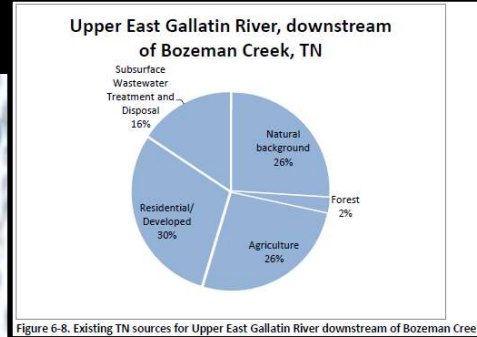 Upper East Gallatin River, downstream
of Bozeman Creek, TN
Subsurface
Wastewater
Treatment and
Disposal
16%
Natural
background
26%
Forest
2%
Agriculture
26%
Residential/
Developed
30%
Figure 6-8. Existing TN sources for Upper East Gallatin River downstream of Bozeman Cree